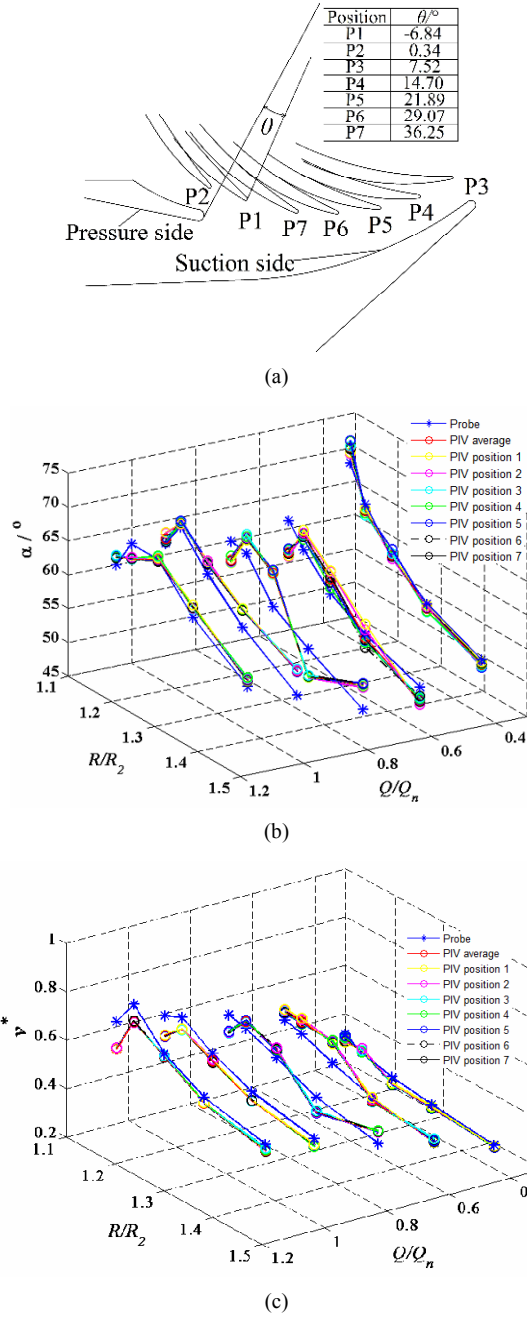 Position θ/°
P1 -6.84
P2 0.34
P3 7.52
P4 14.70
P5 21.89
P6 29.07
P7 36.25
θ
P2
P1
P7
P6
P5
P4
P3
Pressure side
Suction side
(a)
75
70
65
60
55
50
45
α / °
1.1
1.2
1.3
1.4
1.5
R/R2
1.2
1
0.8
0.6
0.4
Q/Qn
Probe
PIV average
PIV position 1
PIV position 2
PIV position 3
PIV position 4
PIV position 5
PIV position 6
PIV position 7
(b)
1
0.8
0.6
0.4
0.2
v*
1.1
1.2
1.3
1.4
1.5
R/R2
1.2
1
0.8
0.6
Q/Qn
Probe
PIV average
PIV position 1
PIV position 2
PIV position 3
PIV position 4
PIV position 5
PIV position 6
PIV position 7
(c)